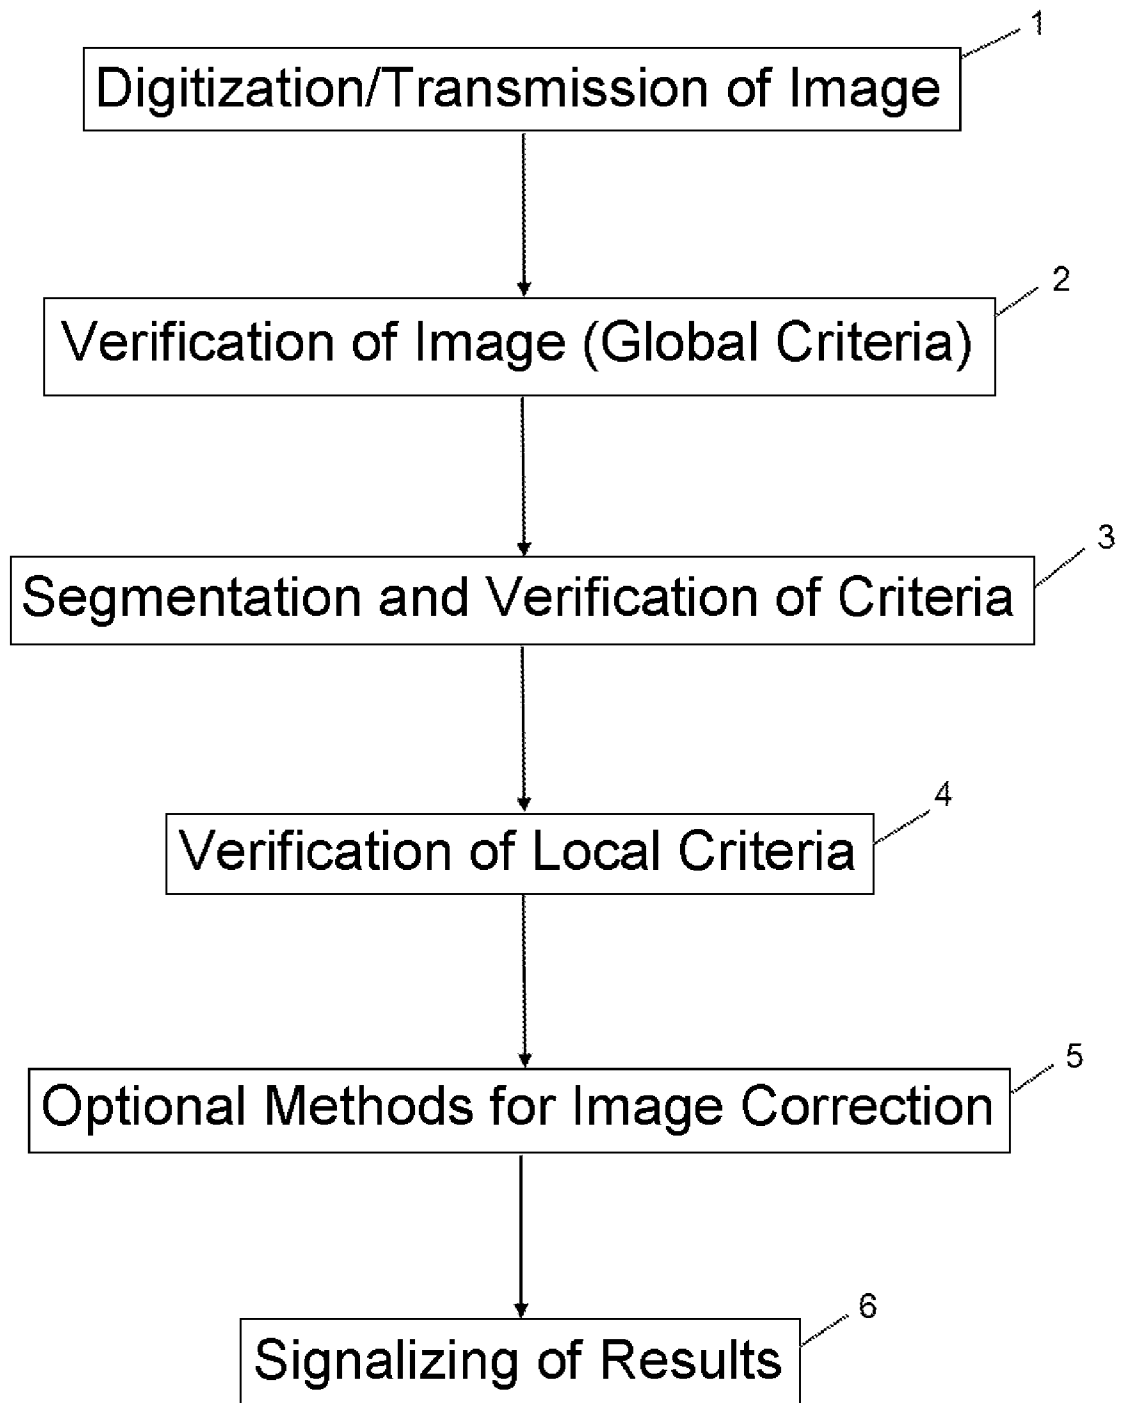 1
Digitization/Transmission of Image
2
Verification of Image (Global Criteria)
3
Segmentation and Verification of Criteria
4
Verification of Local Criteria
5
Optional Methods for Image Correction
6
Signalizing of Results